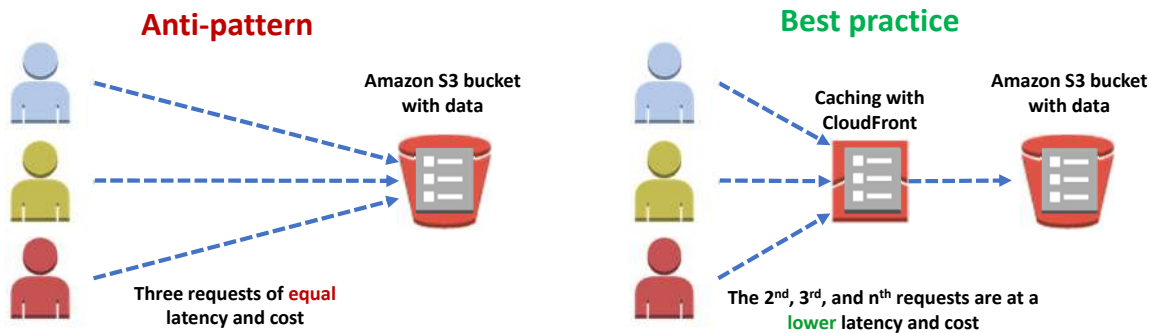 Anti-pattern
Amazon S3 bucket
with data
Three requests of equal
latency and cost
Best practice
Caching with
CloudFront
Amazon S3 bucket
with data
The 2nd, 3rd, and nth requests are at a
lower latency and cost